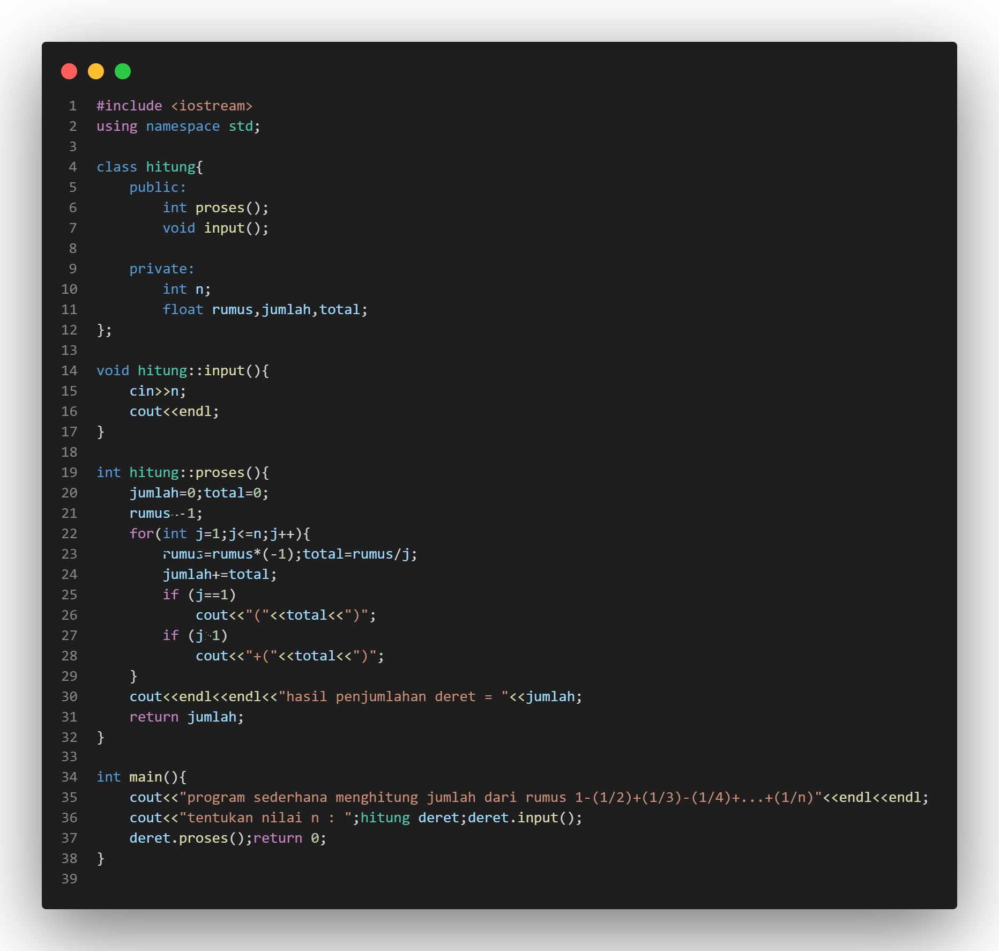 1 #include <iostream>
2 using namespace std;
3
4 class hitung{
5     public:
6         int proses();
7         void input();
8
9     private:
10         int n;
11         float rumus,jumlah,total;
12 };
13
14 void hitung::input(){
15     cin>>n;
16     cout<<endl;
17 }
18
19 int hitung::proses(){
20     jumlah=0;total=0;
21     rumus=-1;
22     for(int j=1;j<=n;j++){
23         rumus=rumus*(-1);total=rumus/j;
24         jumlah+=total;
25         if (j==1)
26             cout<<"("<<total<<")";
27         if (j>1)
28             cout<<"+("<<total<<")";
29     }
30     cout<<endl<<endl<<"hasil penjumlahan deret = "<<jumlah;
31     return jumlah;
32 }
33
34 int main(){
35     cout<<"program sederhana menghitung jumlah dari rumus 1-(1/2)+(1/3)-(1/4)+...+(1/n)"<<endl<<endl;
36     cout<<"tentukan nilai n : ";hitung deret;deret.input();
37     deret.proses();return 0;
38 }
39